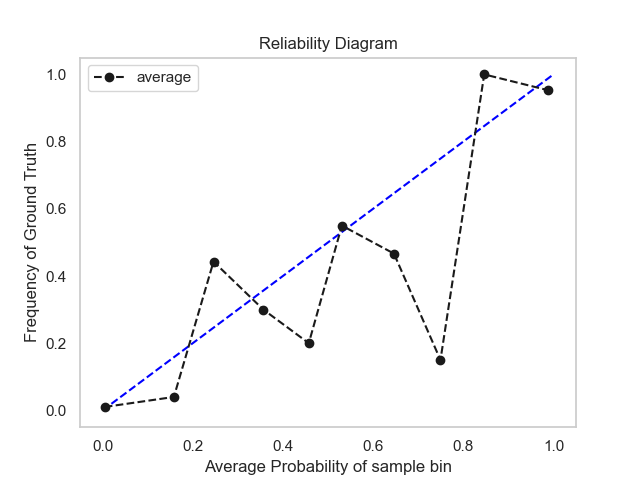 Reliability Diagram
average
Frequency of Ground Truth
1.0
0.8
0.6
0.4
0.2
0.0
0.0 0.2 0.4 0.6 0.8 1.0
Average Probability of sample bin